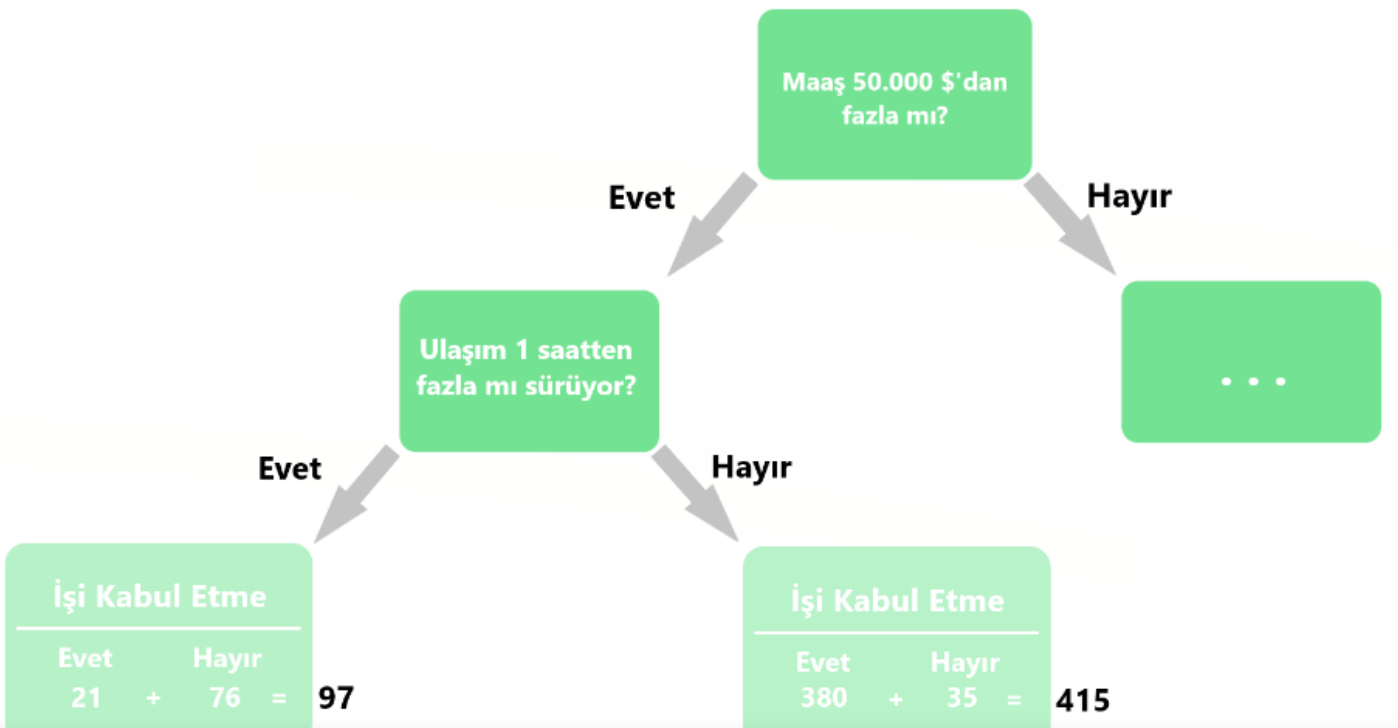 Maaş 50.000 $'dan
fazla mı?
Evet
Hayır
Ulaşım 1 saatten
fazla mı sürüyor?
. . .
Evet
Hayır
İşi Kabul Etme
Evet Hayır
21 + 76 = 97
İşi Kabul Etme
Evet Hayır
380 + 35 = 415